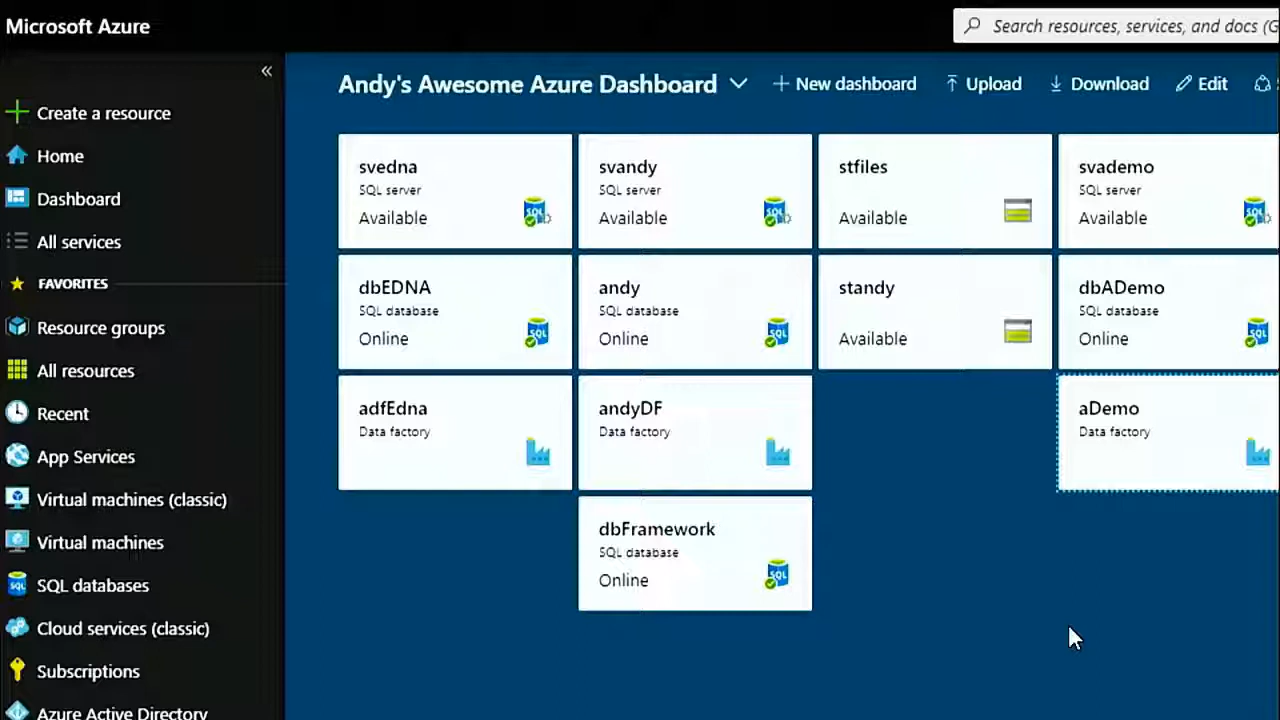 Microsoft Azure
Search resources, services, and docs (G
«
Create a resource
Home
Dashboard
All services
FAVORITES
Resource groups
All resources
Recent
App Services
Virtual machines (classic)
Virtual machines
SQL databases
Cloud services (classic)
Subscriptions
Azure Active Directory
Andy's Awesome Azure Dashboard
New dashboard
Upload
Download
Edit
svedna
SQL server
Available
svandy
SQL server
Available
stfiles
Available
svademo
SQL server
Available
dbEDNA
SQL database
Online
andy
SQL database
Online
standy
Available
dbADemo
SQL database
Online
adfEdna
Data factory
andyDF
Data factory
aDemo
Data factory
dbFramework
SQL database
Online